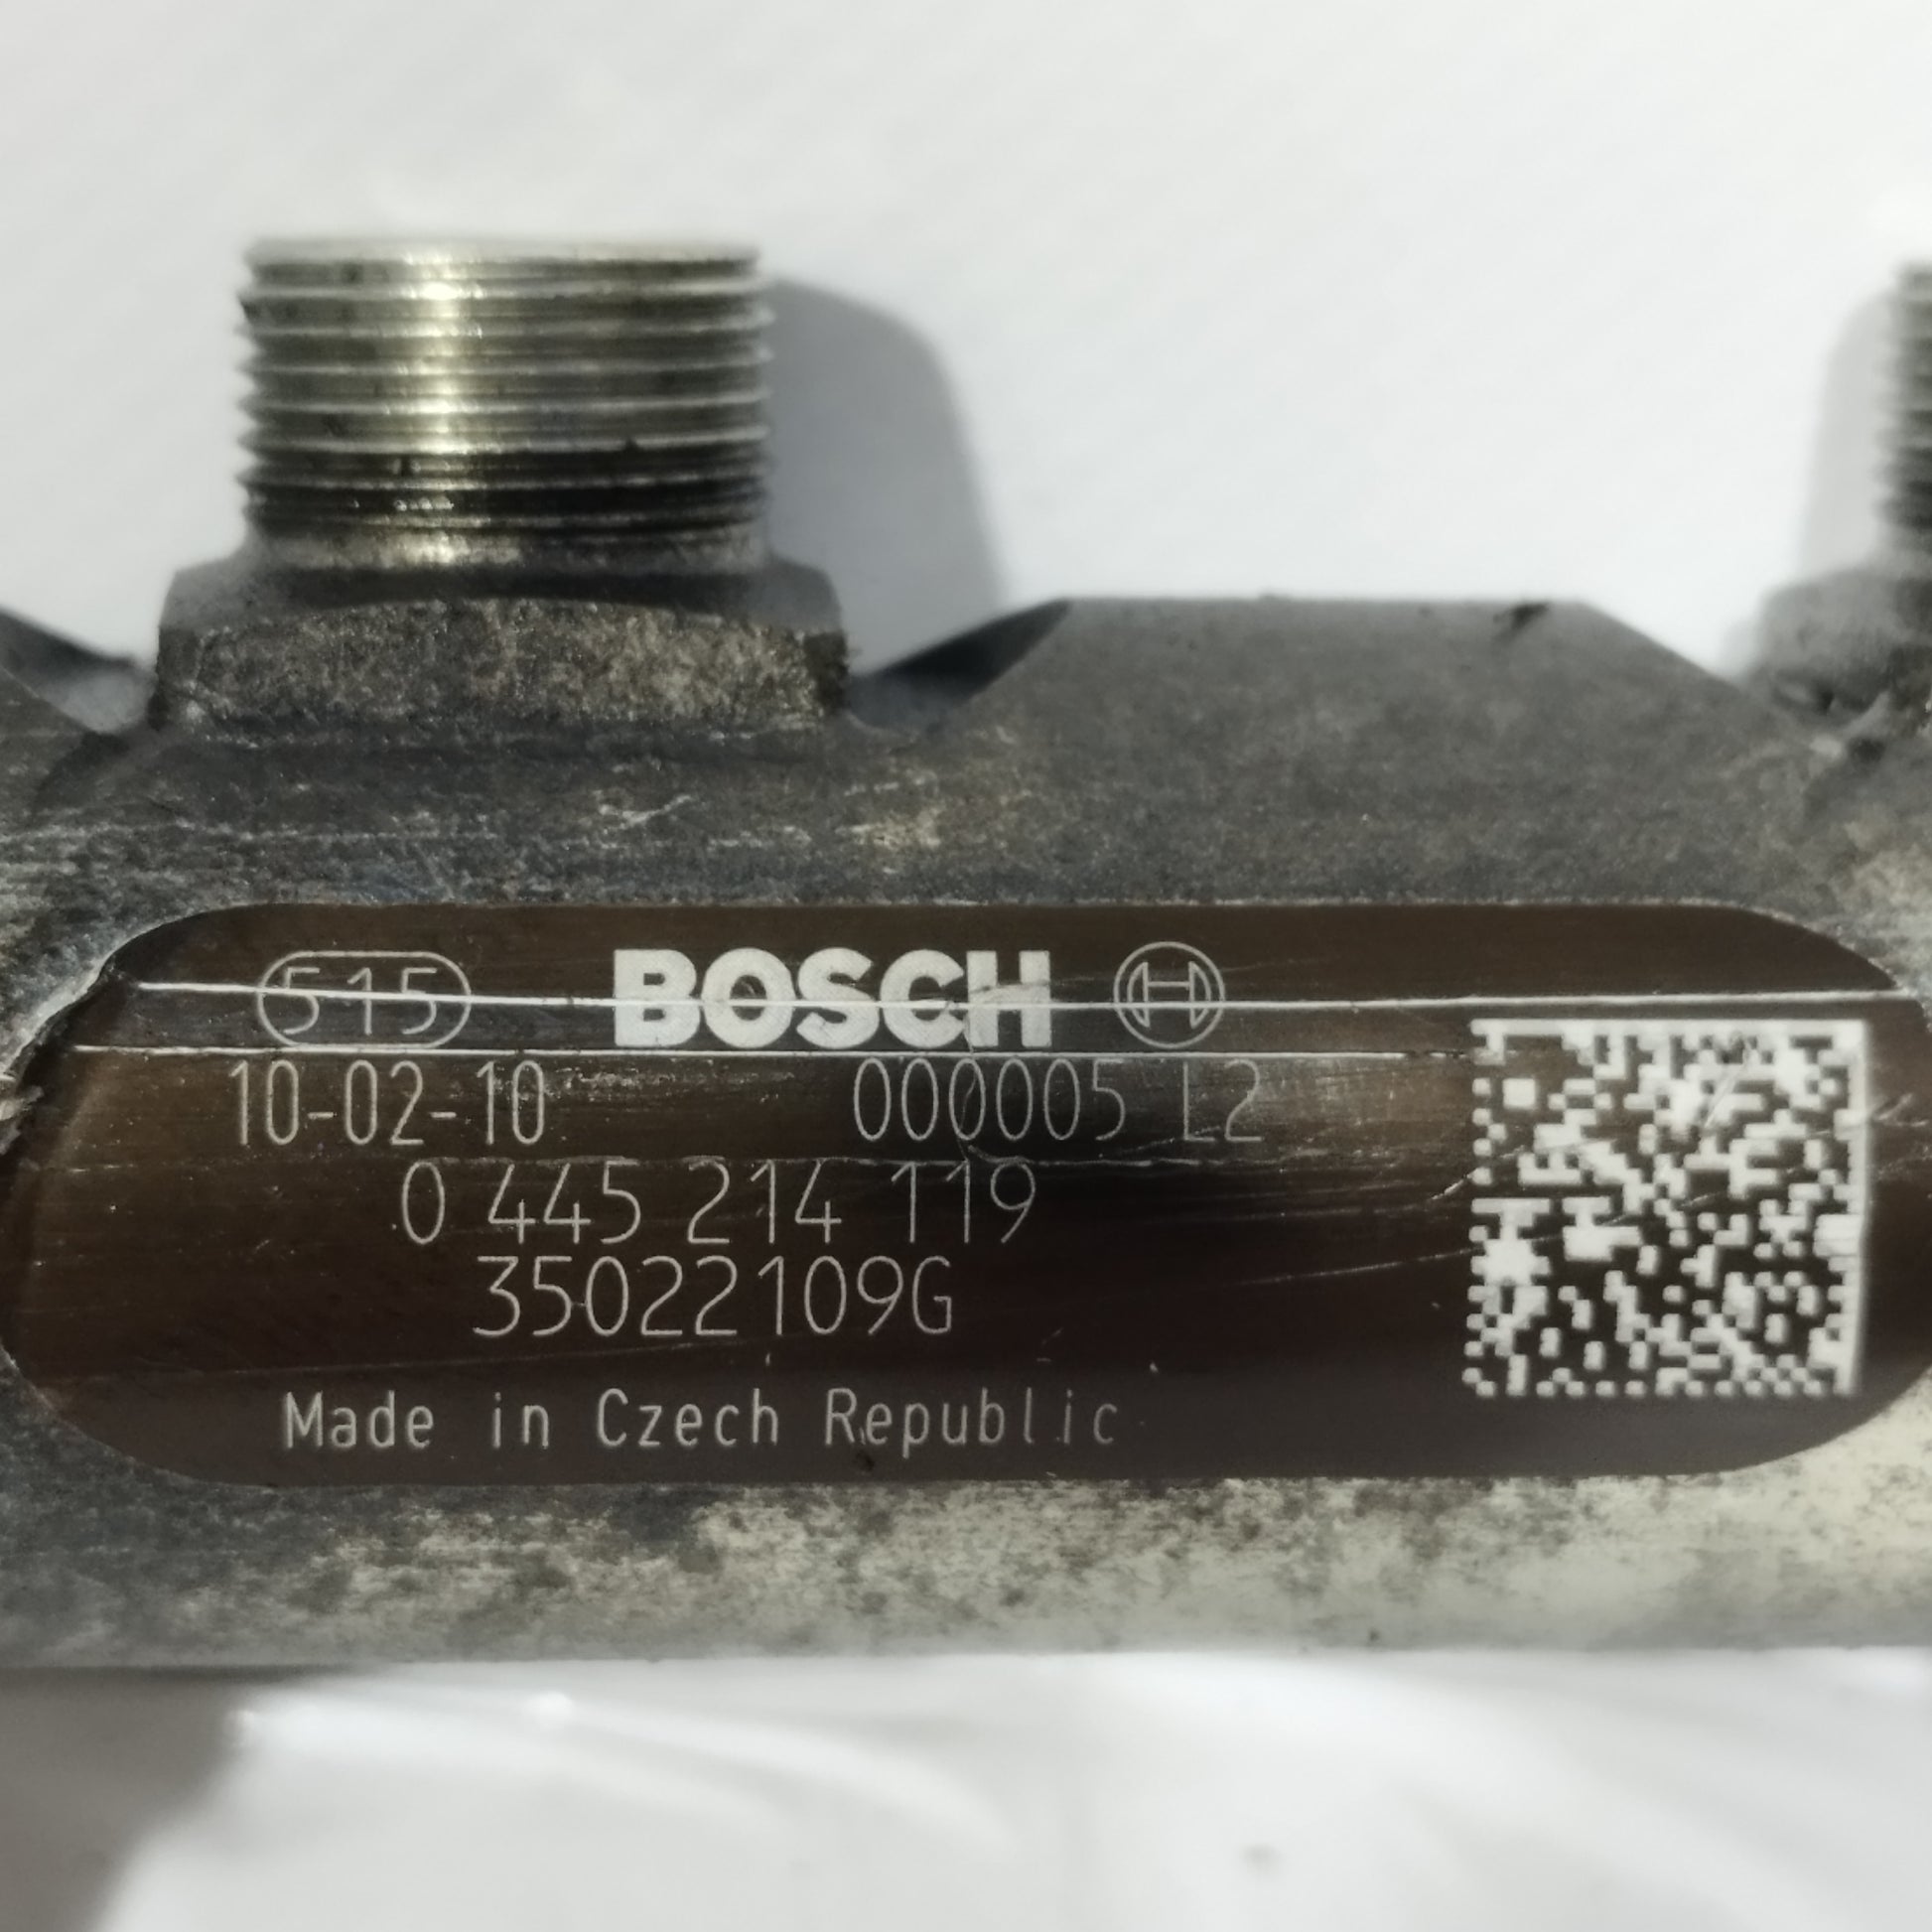 515 BOSCH
10-02-10 000005 L2
0 445 214 119
35022109G
Made in Czech Republic